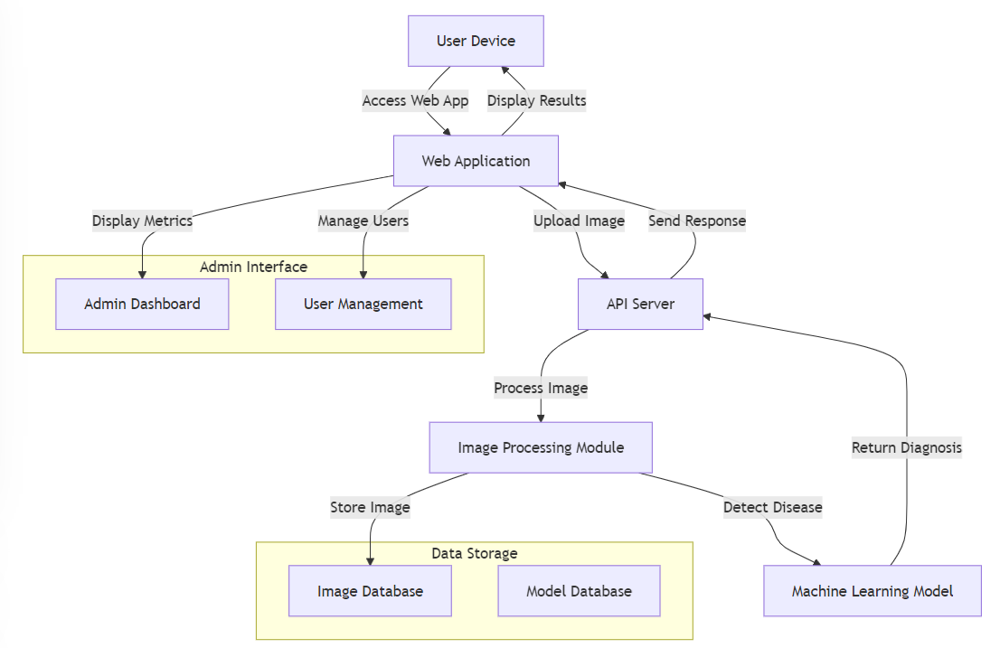 User Device
Access Web App
Display Results
Web Application
Display Metrics
Manage Users
Upload Image
Send Response
Admin Interface
Admin Dashboard
User Management
API Server
Process Image
Image Processing Module
Return Diagnosis
Store Image
Detect Disease
Data Storage
Image Database
Model Database
Machine Learning Model